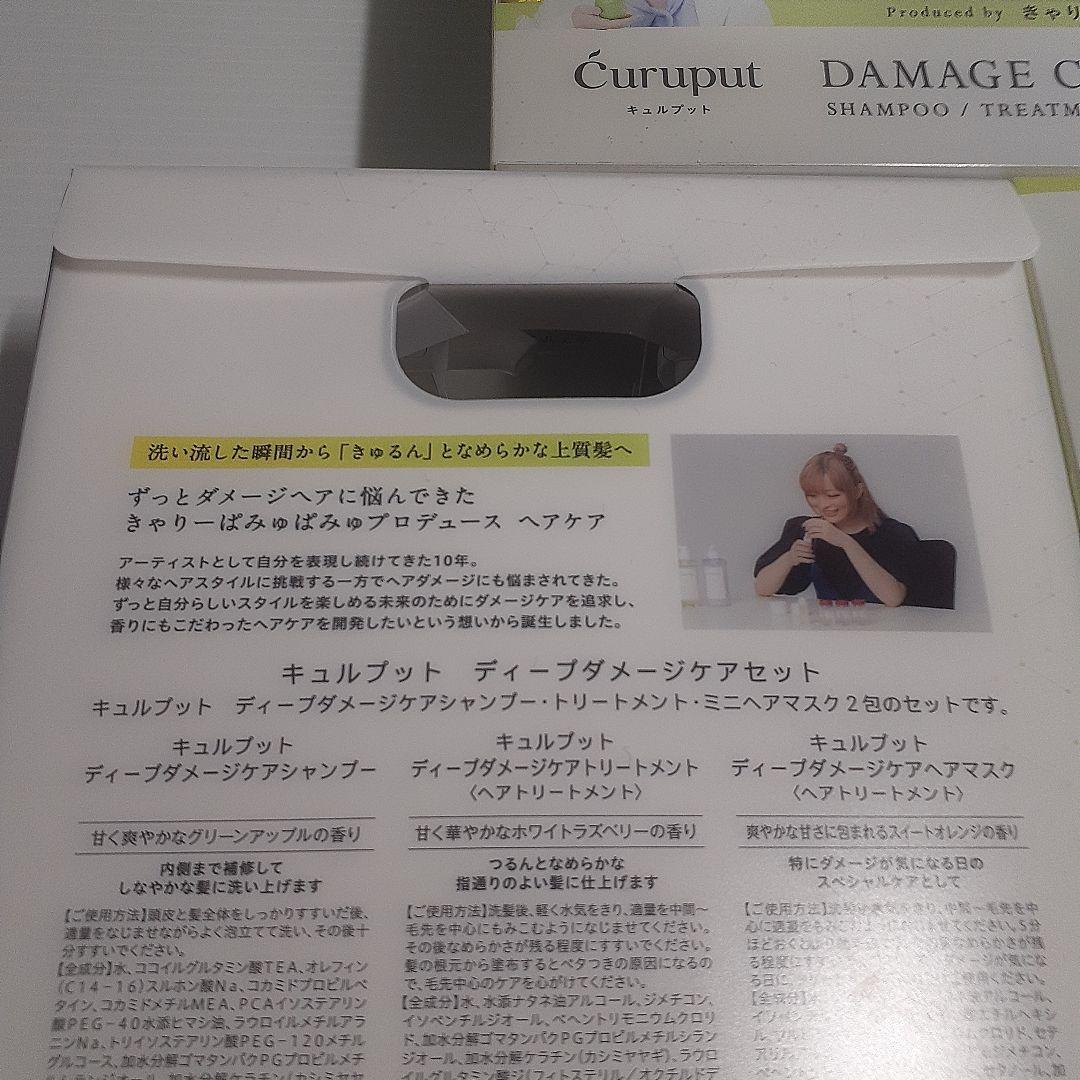 Produced by きゃり
Curuput
キュルプット
DAMAGE C
SHAMPOO / TREATM
洗い流した瞬間から「きゅるん」となめらかな上質髪へ
ずっとダメージヘアに悩んできた
きゃりーぱみゅぱみゅプロデュース ヘアケア
アーティストとして自分を表現し続けてきた10年。
様々なヘアスタイルに挑戦する一方でヘアダメージにも悩まされてきた。
ずっと自分らしいスタイルを楽しめる未来のためにダメージケアを追求し、
香りにもこだわったヘアケアを開発したいという想いから誕生しました。
キュルプット ディープダメージケアセット
キュルプット ディープダメージケアシャンプー・トリートメント・ミニヘアマスク2包のセットです。
キュルプット
ディープダメージケアシャンプー
甘く爽やかなグリーンアップルの香り
内側まで補修して
しなやかな髪に洗い上げます
【ご使用方法】頭皮と髪全体をしっかりすすいだ後、
適量をなじませながらよく泡立てて洗い、その後十
分すすいでください。
【全成分】水、ココイルグルタミン酸TEA、オレフィン
(C14-16)スルホン酸Na、コカミドプロピルベ
タイン、コカミドメチルMEA、PCAイソステアリン
酸PEG-40水添ヒマシ油、ラウロイルメチルアラ
ニンNa、トリイソステアリン酸PEG-120メチル
グルコース、加水分解ゴマタンパクPGプロピルメチ
キュルプット
ディープダメージケアトリートメント
〈ヘアトリートメント〉
甘く華やかなホワイトラズベリーの香り
つるんとなめらかな
指通りのよい髪に仕上げます
【ご使用方法】洗髪後、軽く水気をきり、適量を中間~
毛先を中心にもみこむようになじませてください。
その後なめらかさが残る程度にすすいでください。
髪の根元から塗布するとベタつきの原因になるの
で、毛先中心のケアを心がけてください。
【全成分】水、水添ナタネ油アルコール、ジメチコン、
イソペンチルジオール、ベヘントリモニウムクロリ
ド、加水分解ゴマタンパクPGプロピルメチルシラン
ジオール、加水分解ケラチン(カシミヤヤギ)、ラウロ
イルグルタミン酸ジ(フィトステリル/オクチルドデ
キュルプット
ディープダメージケアヘアマスク
〈ヘアトリートメント〉
爽やかな甘さに包まれるスイートオレンジの香り
特にダメージが気になる日の
スペシャルケアとして
【ご使用方法】